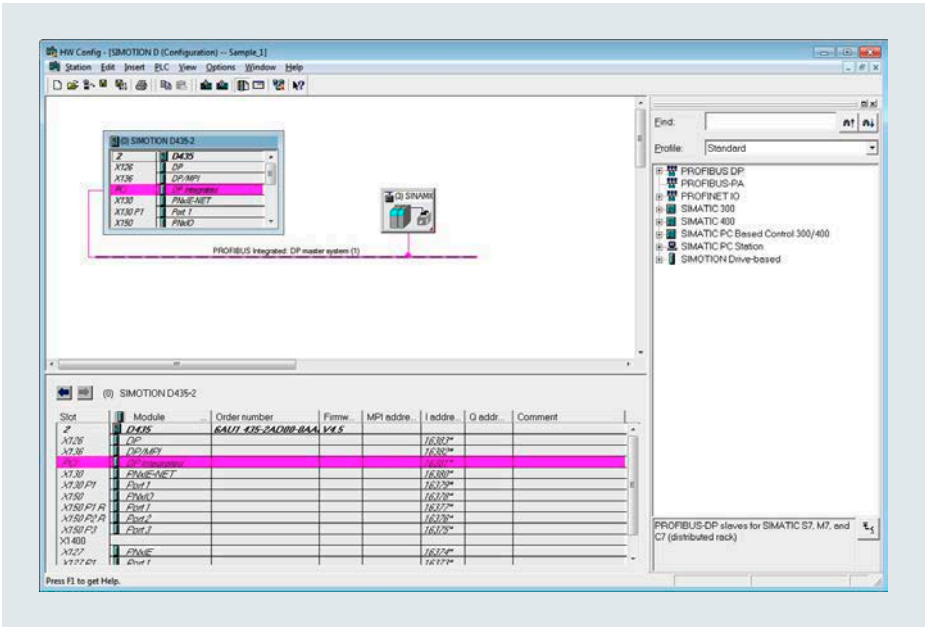 HW Config - [SIMOTION D (Configuration) -- Sample_1]
Station Edit Insert PLC View Options Window Help
(0) SIMOTION D435-2
2 D435
X126 DP
X136 DP/MPI
PCI DP Integrated
X130 PNxIE-NET
X130 P1 Port 1
X150 PNxIO
(3) SINAMI
PROFIBUS Integrated: DP master system (1)
Find:
Profile: Standard
PROFIBUS DP
PROFIBUS-PA
PROFINET IO
SIMATIC 300
SIMATIC 400
SIMATIC PC Based Control 300/400
SIMATIC PC Station
SIMOTION Drive-based
PROFIBUS-DP slaves for SIMATIC S7, M7, and
C7 (distributed rack)
(0) SIMOTION D435-2
Slot Module ... Order number Firmw... MPI addre... I addre... Q addr... Comment
2 D435 6AU1 435-2AD00-0AA V4.5
X126 DP 16383*
X136 DP/MPI 16382*
PCI DP Integrated 16381*
X130 PNxIE-NET 16380*
X130 P1 Port 1 16379*
X150 PNxIO 16378*
X150 P1 R Port 1 16377*
X150 P2 R Port 2 16376*
X150 P3 Port 3 16375*
X1400
X127 PNxIE 16374*
X127 P1 Port 1 16373*
Press F1 to get Help.